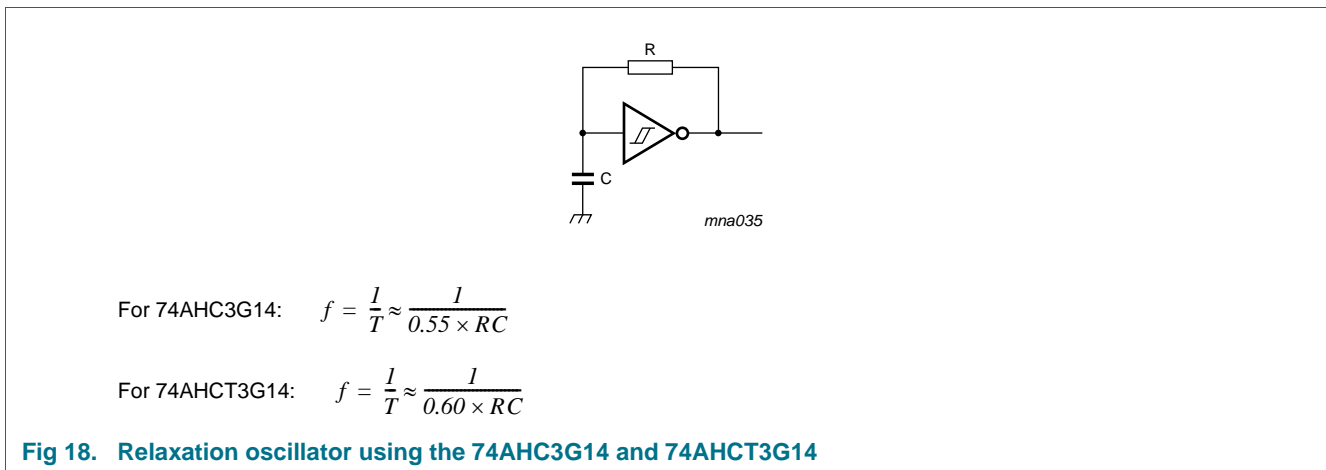 R
C
mna035
For 74AHC3G14: f = 1/T ≈ 1/(0.55 × RC)
For 74AHCT3G14: f = 1/T ≈ 1/(0.60 × RC)
Fig 18. Relaxation oscillator using the 74AHC3G14 and 74AHCT3G14